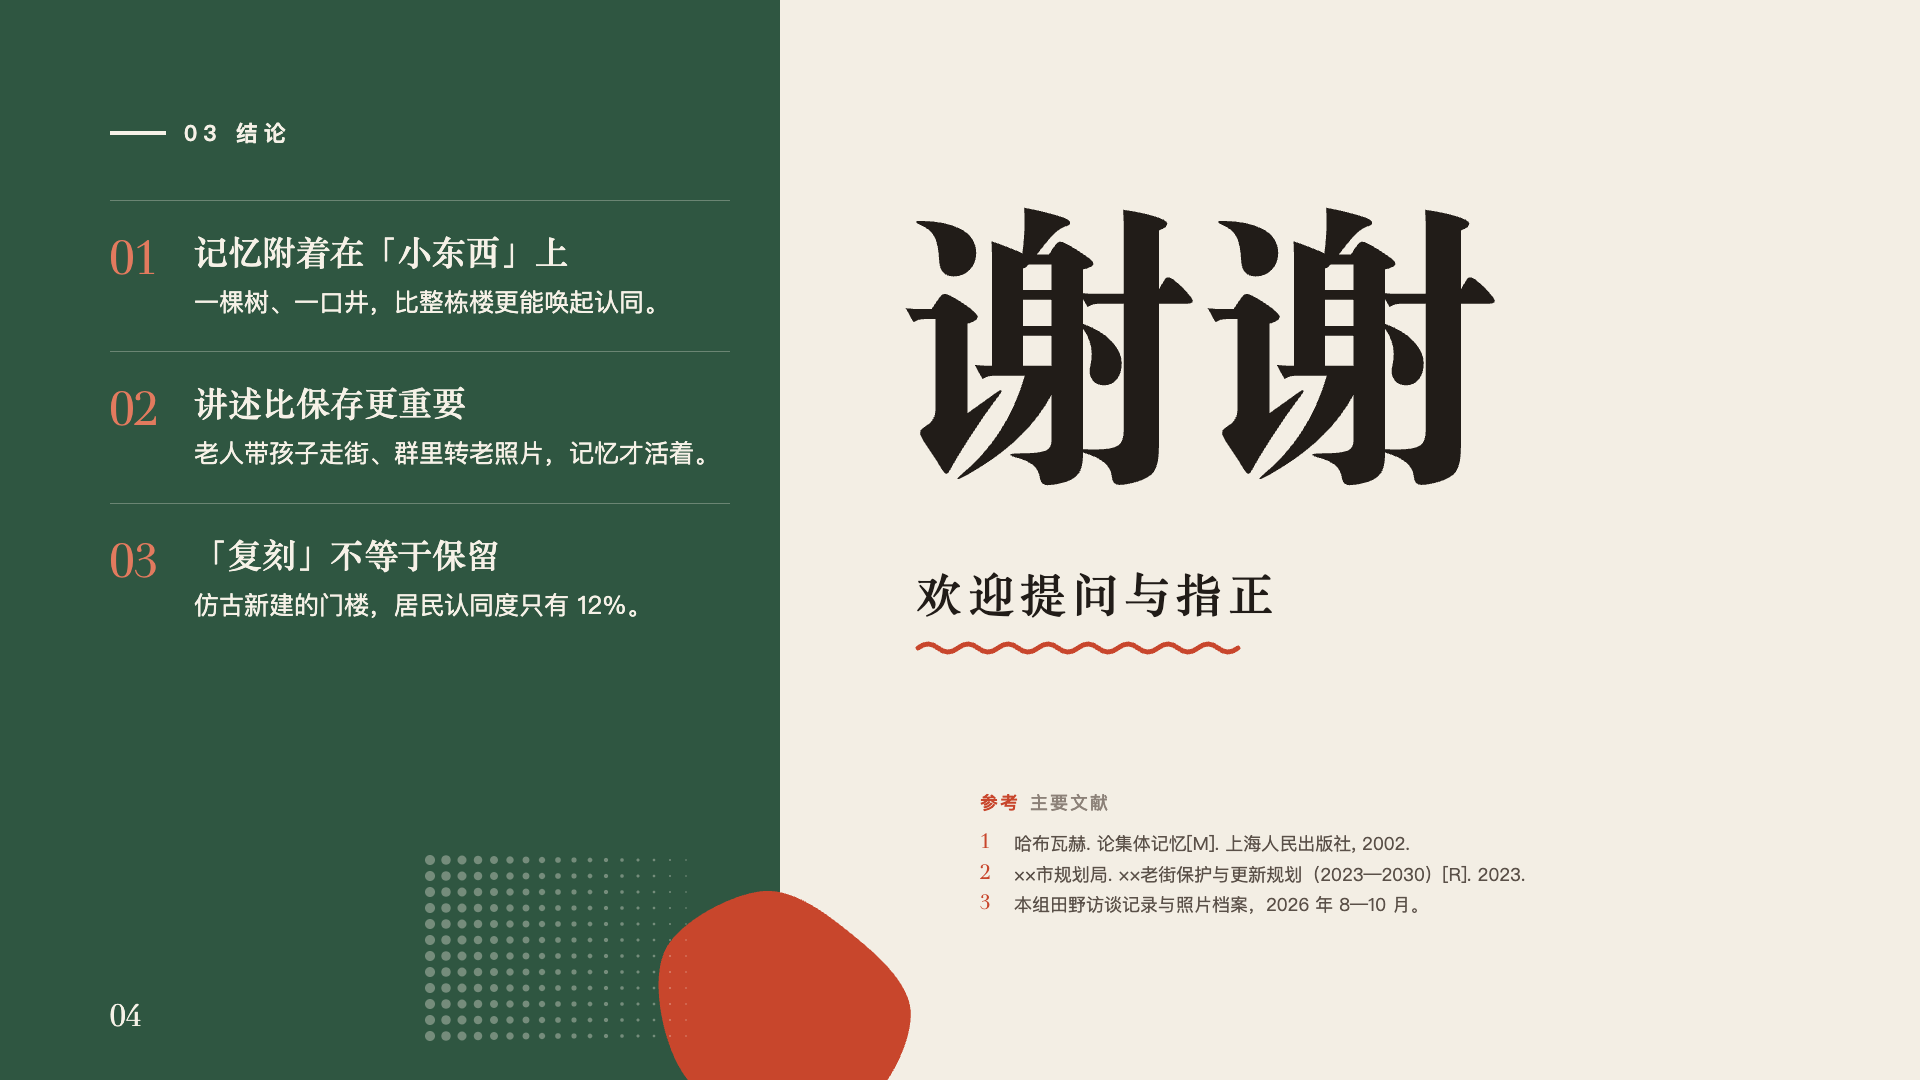 03 结论
01 记忆附着在「小东西」上
一棵树、一口井，比整栋楼更能唤起认同。
02 讲述比保存更重要
老人带孩子走街、群里转老照片，记忆才活着。
03 「复刻」不等于保留
仿古新建的门楼，居民认同度只有 12%。
04
谢谢
欢迎提问与指正
参考 主要文献
1 哈布瓦赫. 论集体记忆[M]. 上海人民出版社, 2002.
2 ××市规划局. ××老街保护与更新规划（2023—2030）[R]. 2023.
3 本组田野访谈记录与照片档案，2026 年 8—10 月。